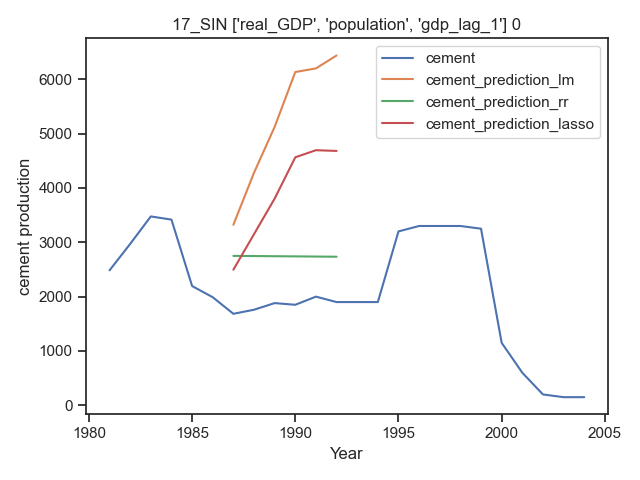 17_SIN ['real_GDP', 'population', 'gdp_lag_1'] 0
cement
cement_prediction_lm
cement_prediction_rr
cement_prediction_lasso
cement production
6000
5000
4000
3000
2000
1000
0
1980
1985
1990
1995
2000
2005
Year